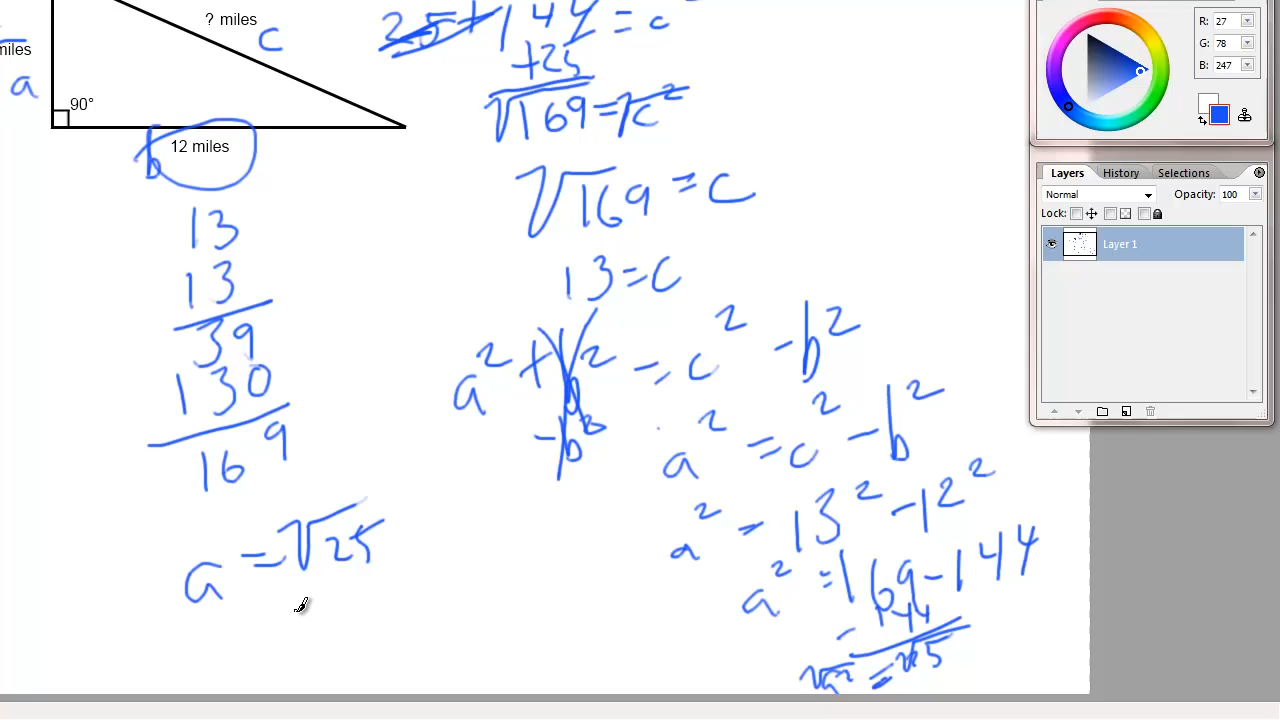 ? miles
c
miles
a
90°
b
12 miles
25 + 144 = c²
+25
√169 = √c²
√169 = c
13 = c
13
13
39
130
169
a² + b² = c² - b²
-b²
a² = c² - b²
a² = 13² - 12²
a² = 169 - 144
- 144
√a² = √25
a = √25
R: 27
G: 78
B: 247
Layers History Selections
Normal Opacity: 100
Lock:
Layer 1